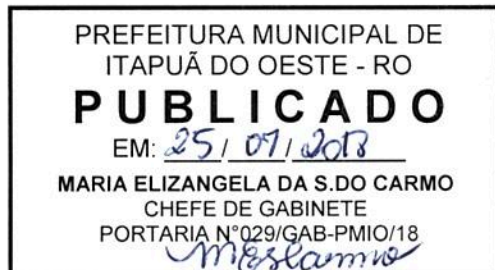 PREFEITURA MUNICIPAL DE
ITAPUÃ DO OESTE - RO
PUBLICADO
EM: 25/ 07/ 2018
MARIA ELIZANGELA DA S.DO CARMO
CHEFE DE GABINETE
PORTARIA N°029/GAB-PMIO/18